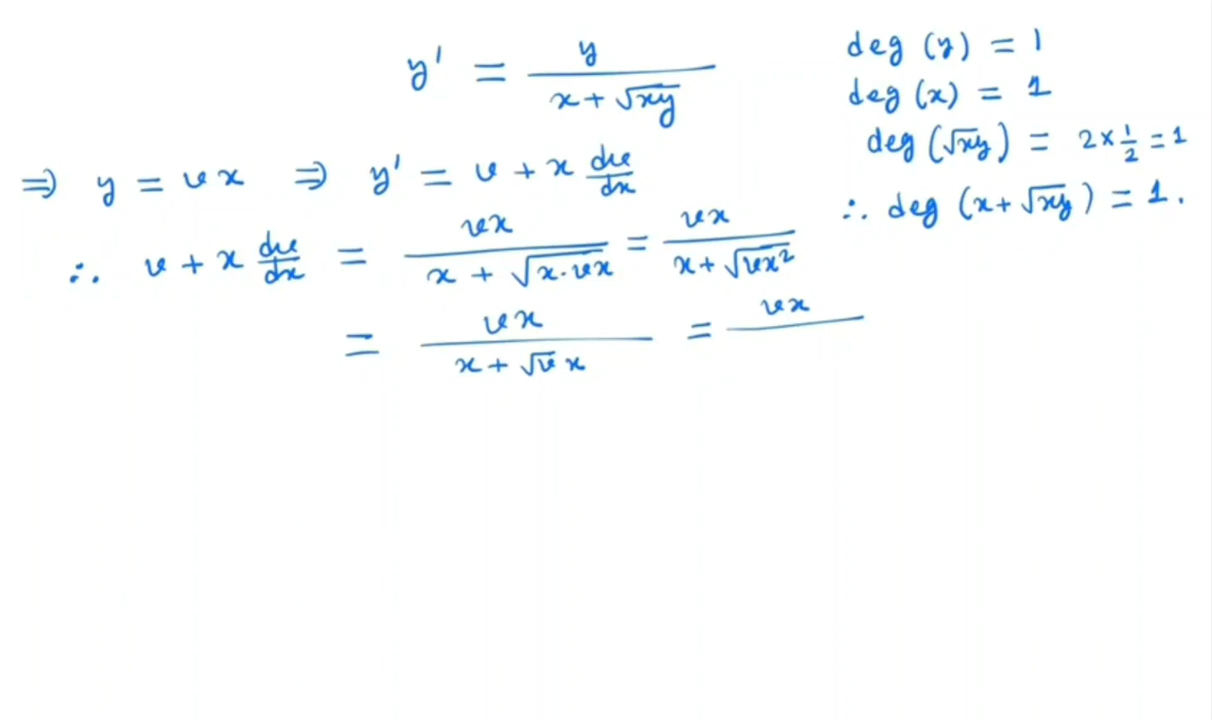 y' = y / (x + √xy)
deg (y) = 1
deg (x) = 1
deg (√xy) = 2 × 1/2 = 1
∴ deg (x + √xy) = 1.
⇒ y = vx ⇒ y' = v + x dv/dx
∴ v + x dv/dx = vx / (x + √x·vx) = vx / (x + √vx²)
= vx / (x + √v x) = vx /